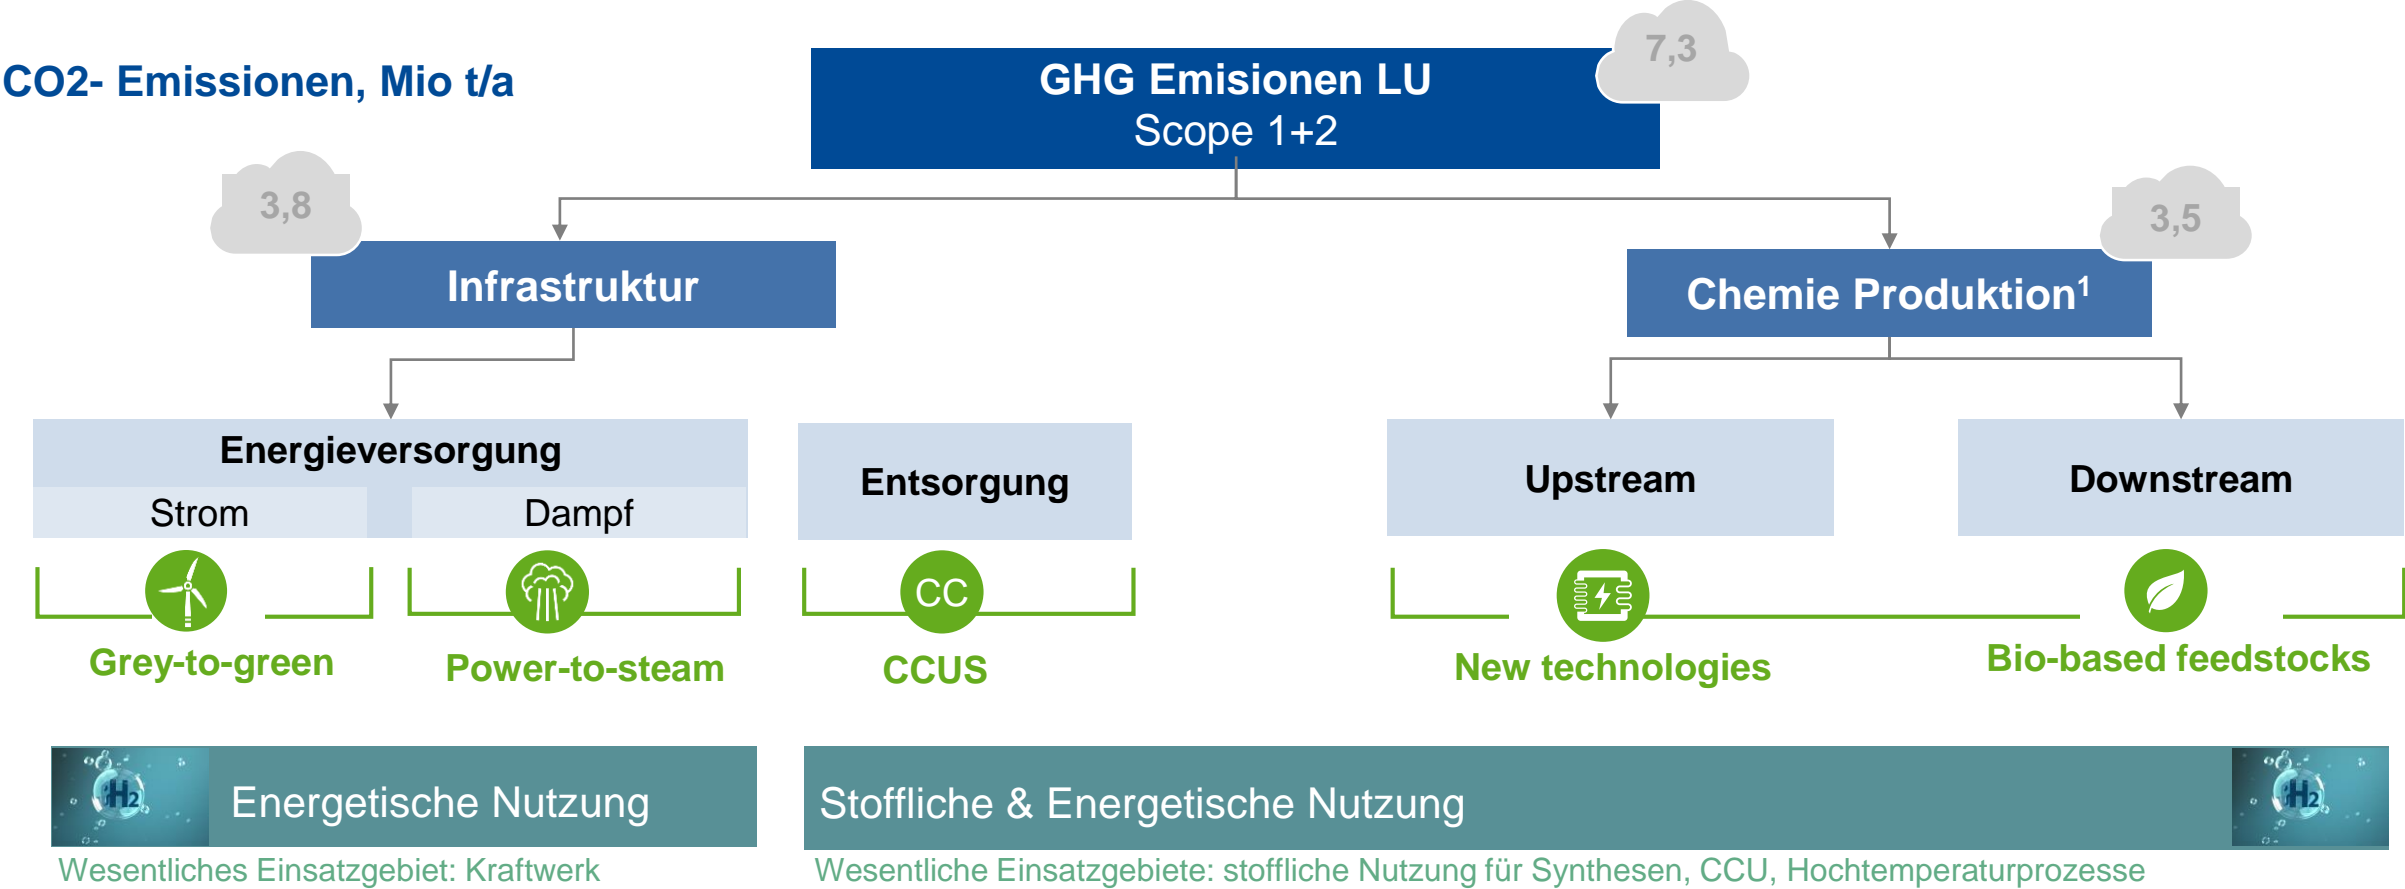 CO2- Emissionen, Mio t/a
GHG Emisionen LU
Scope 1+2
7,3
3,8
Infrastruktur
3,5
Chemie Produktion¹
Energieversorgung
Strom
Dampf
Entsorgung
Upstream
Downstream
CC
Grey-to-green
Power-to-steam
CCUS
New technologies
Bio-based feedstocks
H2
Energetische Nutzung
Stoffliche & Energetische Nutzung
H2
Wesentliches Einsatzgebiet: Kraftwerk
Wesentliche Einsatzgebiete: stoffliche Nutzung für Synthesen, CCU, Hochtemperaturprozesse